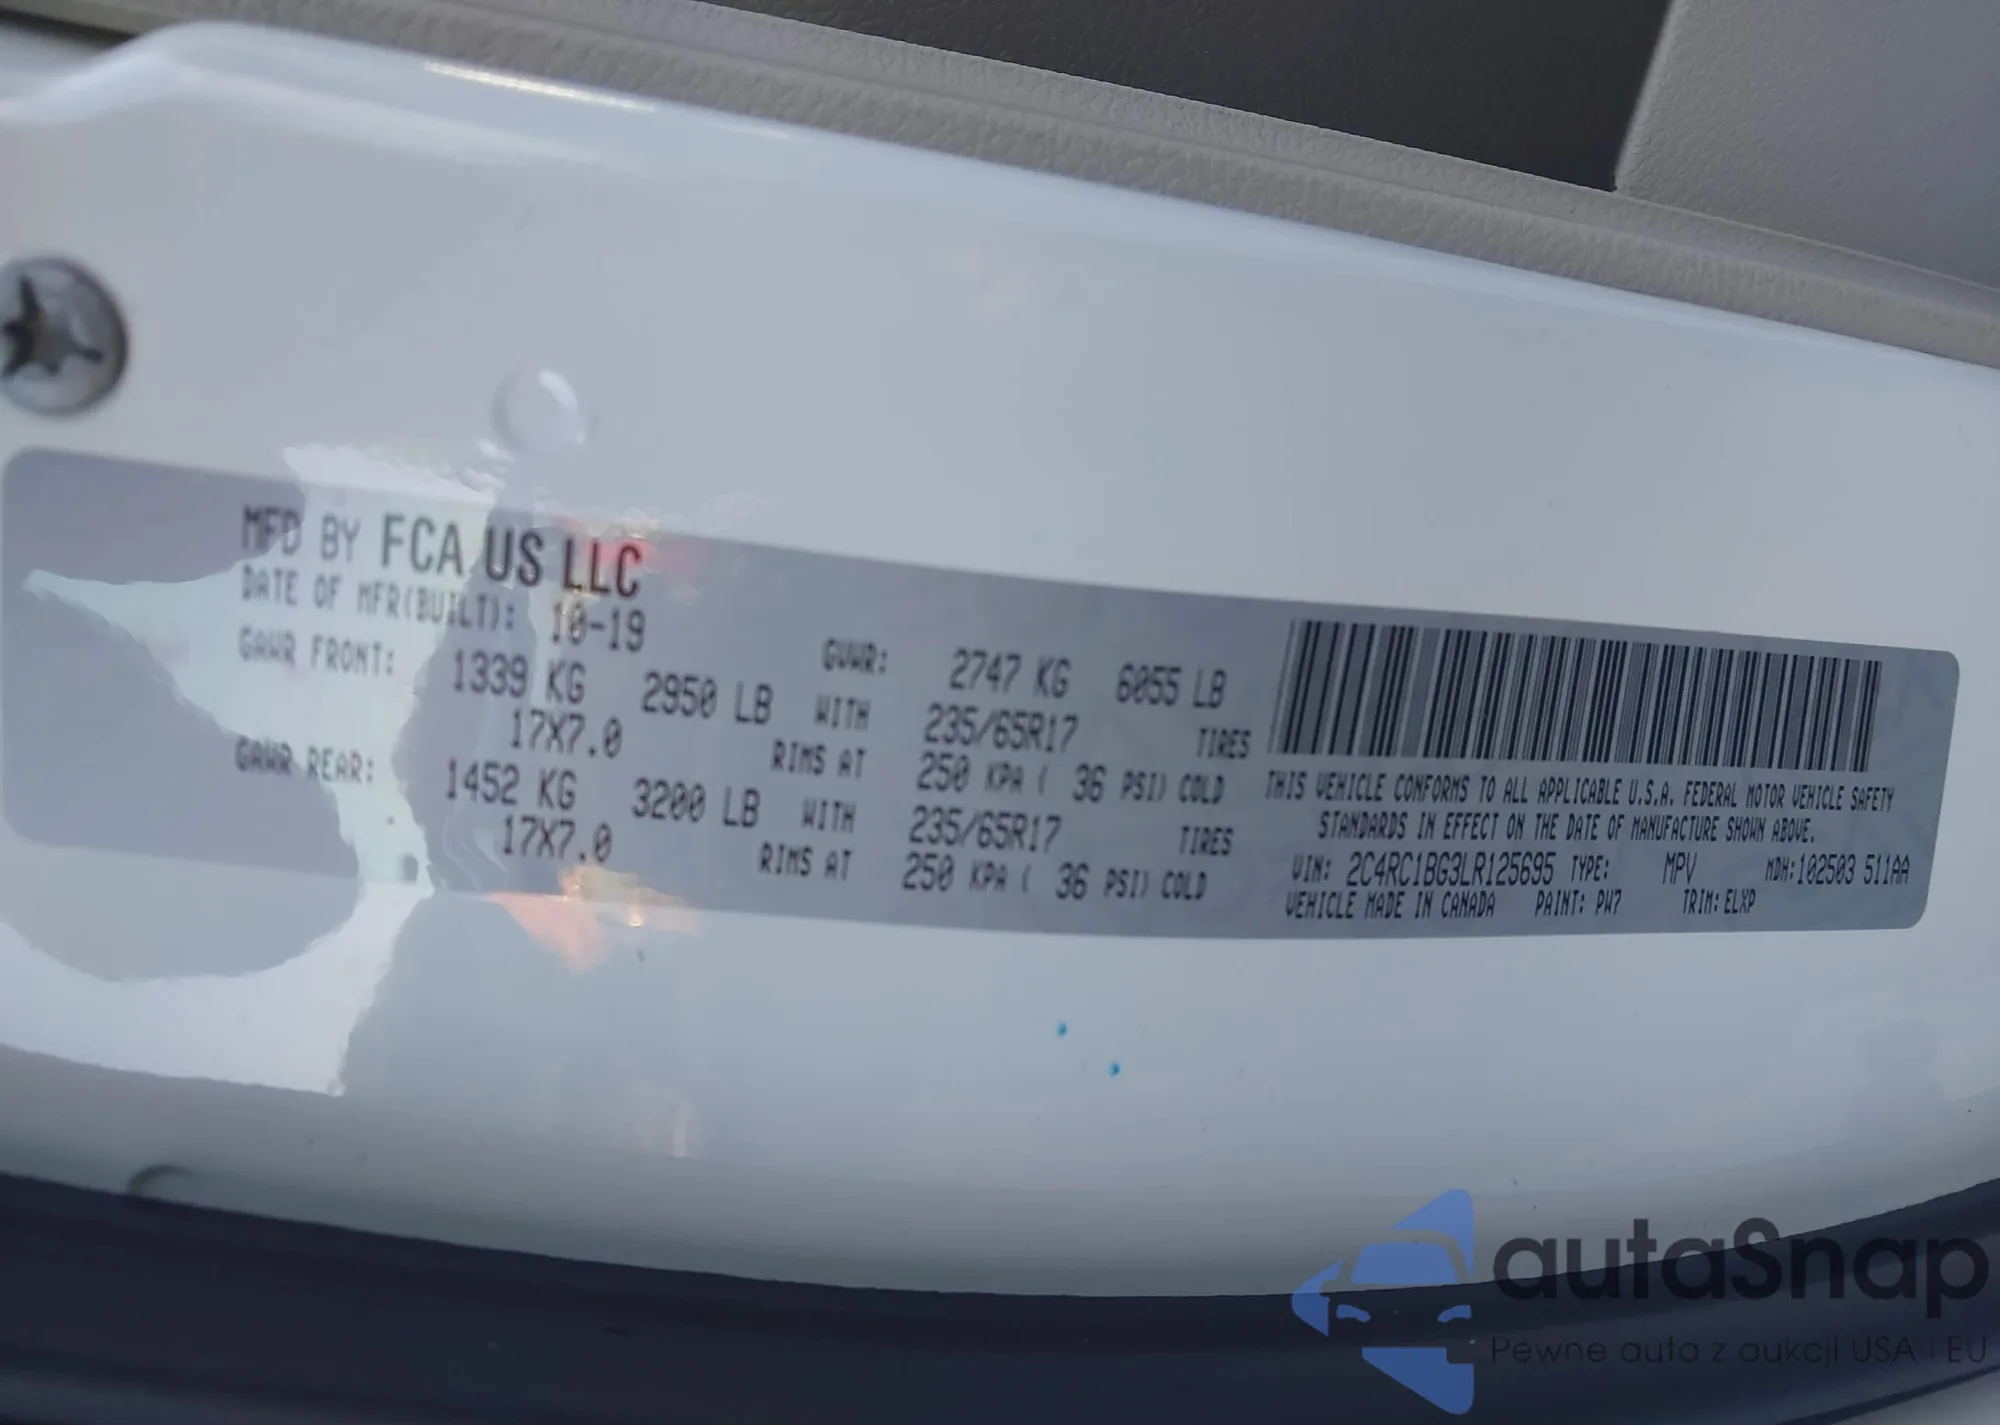 MFD BY FCA US LLC
DATE OF MFR(BUILT): 10-19
GVWR: 2747 KG 6055 LB
GAWR FRONT: 1339 KG 2950 LB WITH 235/65R17 TIRES
17X7.0 RIMS AT 250 KPA ( 36 PSI) COLD
GAWR REAR: 1452 KG 3200 LB WITH 235/65R17 TIRES
17X7.0 RIMS AT 250 KPA ( 36 PSI) COLD
THIS VEHICLE CONFORMS TO ALL APPLICABLE U.S.A. FEDERAL MOTOR VEHICLE SAFETY
STANDARDS IN EFFECT ON THE DATE OF MANUFACTURE SHOWN ABOVE.
VIN: 2C4RC1BG3LR125695 TYPE: MPV MDH:102503 511AA
VEHICLE MADE IN CANADA PAINT: PW7 TRIM: ELXP
autaSnap
Pewne auta z aukcji USA i EU